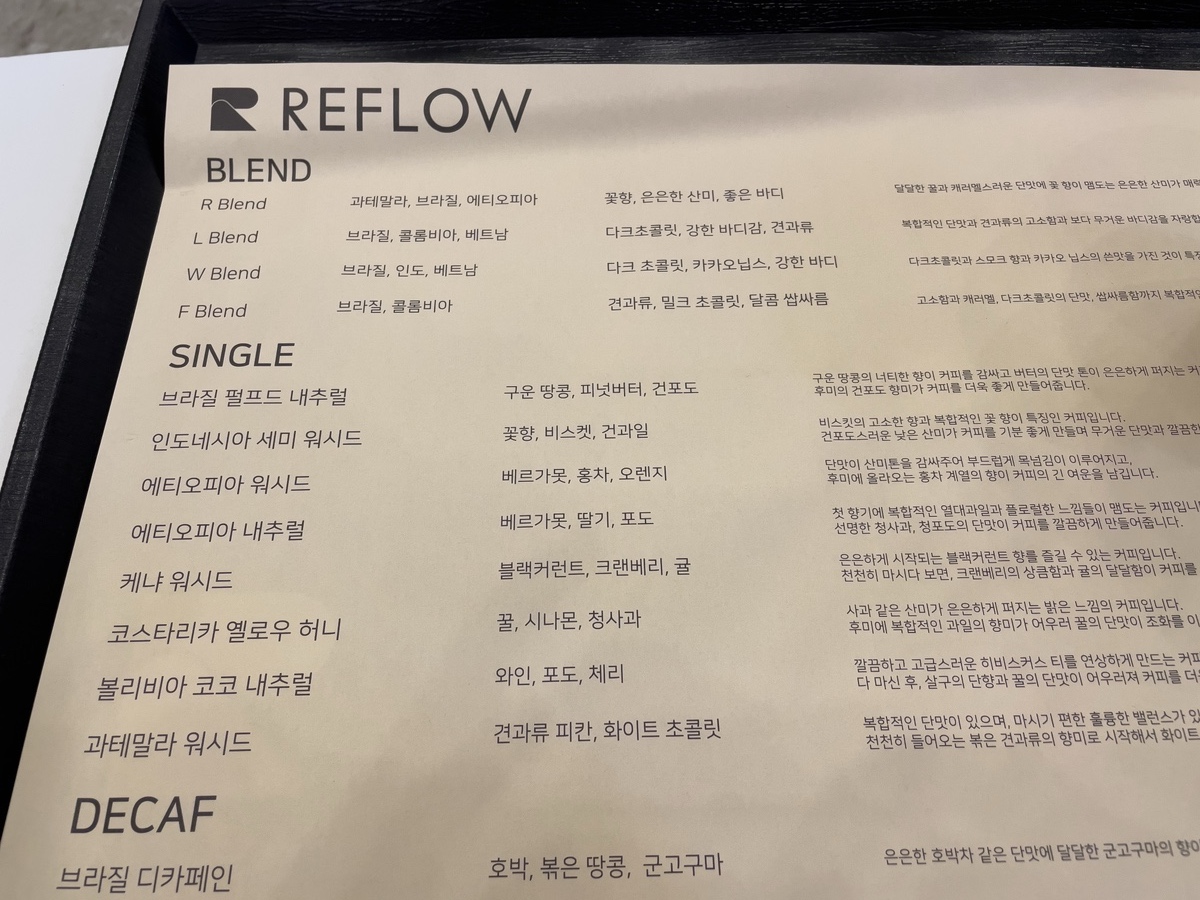 REFLOW
BLEND
R Blend 과테말라, 브라질, 에티오피아 꽃향, 은은한 산미, 좋은 바디 달달한 꿀과 캐러멜스러운 단맛에 꽃 향이 맴도는 은은한 산미가
L Blend 브라질, 콜롬비아, 베트남 다크초콜릿, 강한 바디감, 견과류 복합적인 단맛과 견과류의 고소함과 보다 무거운 바디감을
W Blend 브라질, 인도, 베트남 다크 초콜릿, 카카오닙스, 강한 바디 다크초콜릿과 스모크 향과 카카오 닙스의 쓴맛을 가진 것이
F Blend 브라질, 콜롬비아 견과류, 밀크 초콜릿, 달콤 쌉싸름 고소함과 캐러멜, 다크초콜릿의 단맛, 쌉싸름함까지
SINGLE
브라질 펄프드 내추럴 구운 땅콩, 피넛버터, 건포도 구운 땅콩의 너티한 향이 커피를 감싸고 버터의 단맛 톤이 은은하게 퍼지는
후미의 건포도 향미가 커피를 더욱 좋게 만들어줍니다.
인도네시아 세미 워시드 꽃향, 비스켓, 건과일 비스킷의 고소한 향과 복합적인 꽃 향이 특징인 커피입니다.
건포도스러운 낮은 산미가 커피를 기분 좋게 만들며 무거운 단맛과
에티오피아 워시드 베르가못, 홍차, 오렌지 단맛이 산미톤을 감싸주어 부드럽게 목넘김이 이루어지고,
후미에 올라오는 홍차 계열의 향이 커피의 긴 여운을 남깁니다.
에티오피아 내추럴 베르가못, 딸기, 포도 첫 향기에 복합적인 열대과일과 플로럴한 느낌들이 맴도는
선명한 청사과, 청포도의 단맛이 커피를 깔끔하게 만들어줍니다.
케냐 워시드 블랙커런트, 크랜베리, 귤 은은하게 시작되는 블랙커런트 향를 즐길 수 있는 커피입니다.
천천히 마시다 보면, 크랜베리의 상큼함과 귤의 달달함이 커피를
코스타리카 옐로우 허니 꿀, 시나몬, 청사과 사과 같은 산미가 은은하게 퍼지는 밝은 느낌의 커피입니다.
후미에 복합적인 과일의 향미가 어우러 꿀의 단맛이 조화를
볼리비아 코코 내추럴 와인, 포도, 체리 깔끔하고 고급스러운 히비스커스 티를 연상하게 만드는
다 마신 후, 살구의 단향과 꿀의 단맛이 어우러져 커피를
과테말라 워시드 견과류 피칸, 화이트 초콜릿 복합적인 단맛이 있으며, 마시기 편한 훌륭한 밸런스가
천천히 들어오는 볶은 견과류의 향미로 시작해서 화이트
DECAF
브라질 디카페인 호박, 볶은 땅콩, 군고구마 은은한 호박차 같은 단맛에 달달한 군고구마의